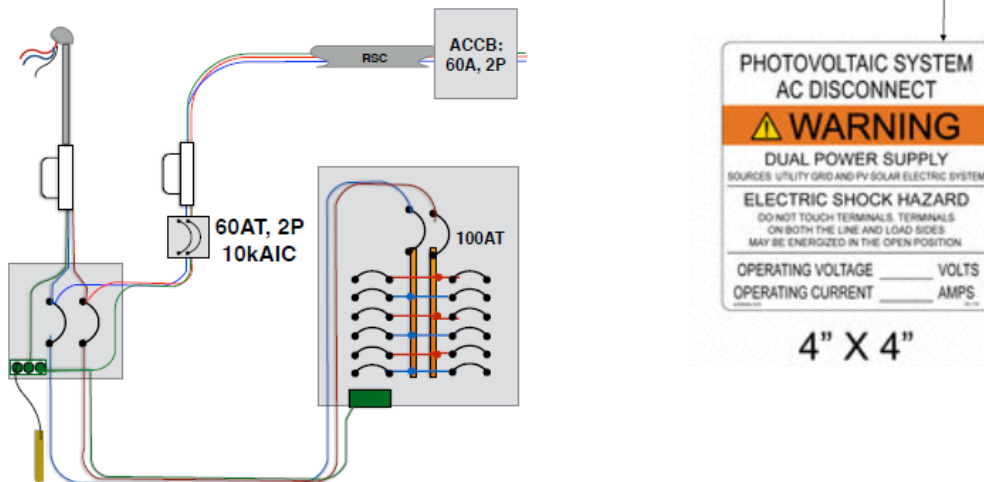 RSC
ACCB:
60A, 2P
60AT, 2P
10kAIC
100AT
PHOTOVOLTAIC SYSTEM
AC DISCONNECT
WARNING
DUAL POWER SUPPLY
SOURCES: UTILITY GRID AND PV SOLAR ELECTRIC SYSTEM
ELECTRIC SHOCK HAZARD
DO NOT TOUCH TERMINALS. TERMINALS
ON BOTH THE LINE AND LOAD SIDES
MAY BE ENERGIZED IN THE OPEN POSITION.
OPERATING VOLTAGE ______ VOLTS
OPERATING CURRENT ______ AMPS
4” X 4”